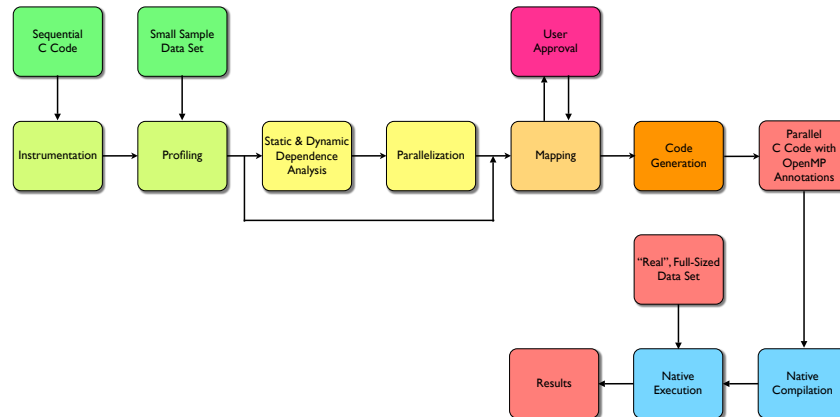 Sequential
C Code
Small Sample
Data Set
User
Approval
Instrumentation
Profiling
Static & Dynamic
Dependence
Analysis
Parallelization
Mapping
Code
Generation
Parallel
C Code with
OpenMP
Annotations
“Real”, Full-Sized
Data Set
Results
Native
Execution
Native
Compilation